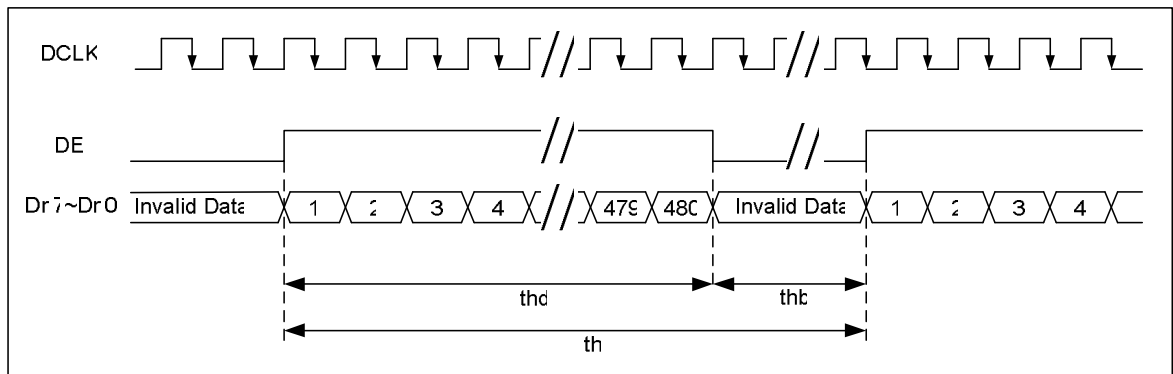 DCLK
DE
Dr7~Dr0 Invalid Data 1 2 3 4 479 480 Invalid Data 1 2 3 4
thd thb
th